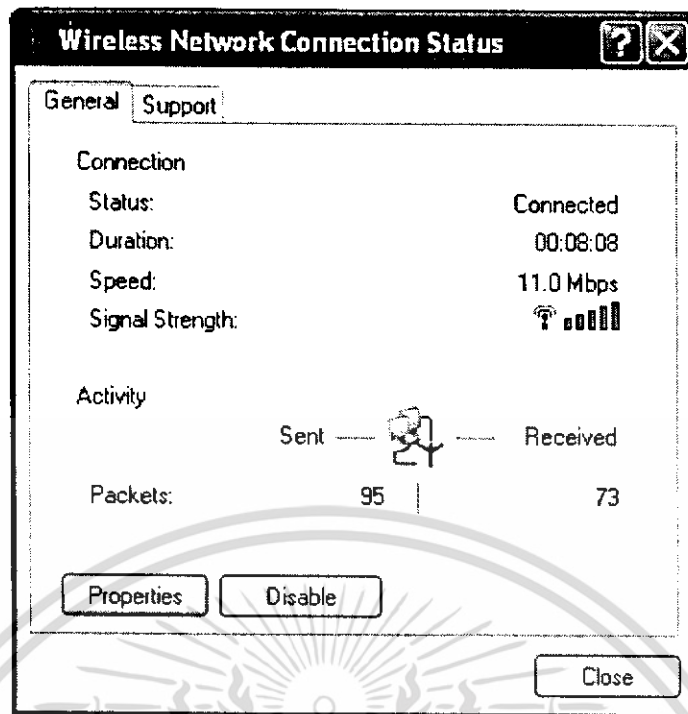 Wireless Network Connection Status
General Support
Connection
Status: Connected
Duration: 00:08:08
Speed: 11.0 Mbps
Signal Strength:
Activity
Sent Received
Packets: 95 73
Properties Disable
Close